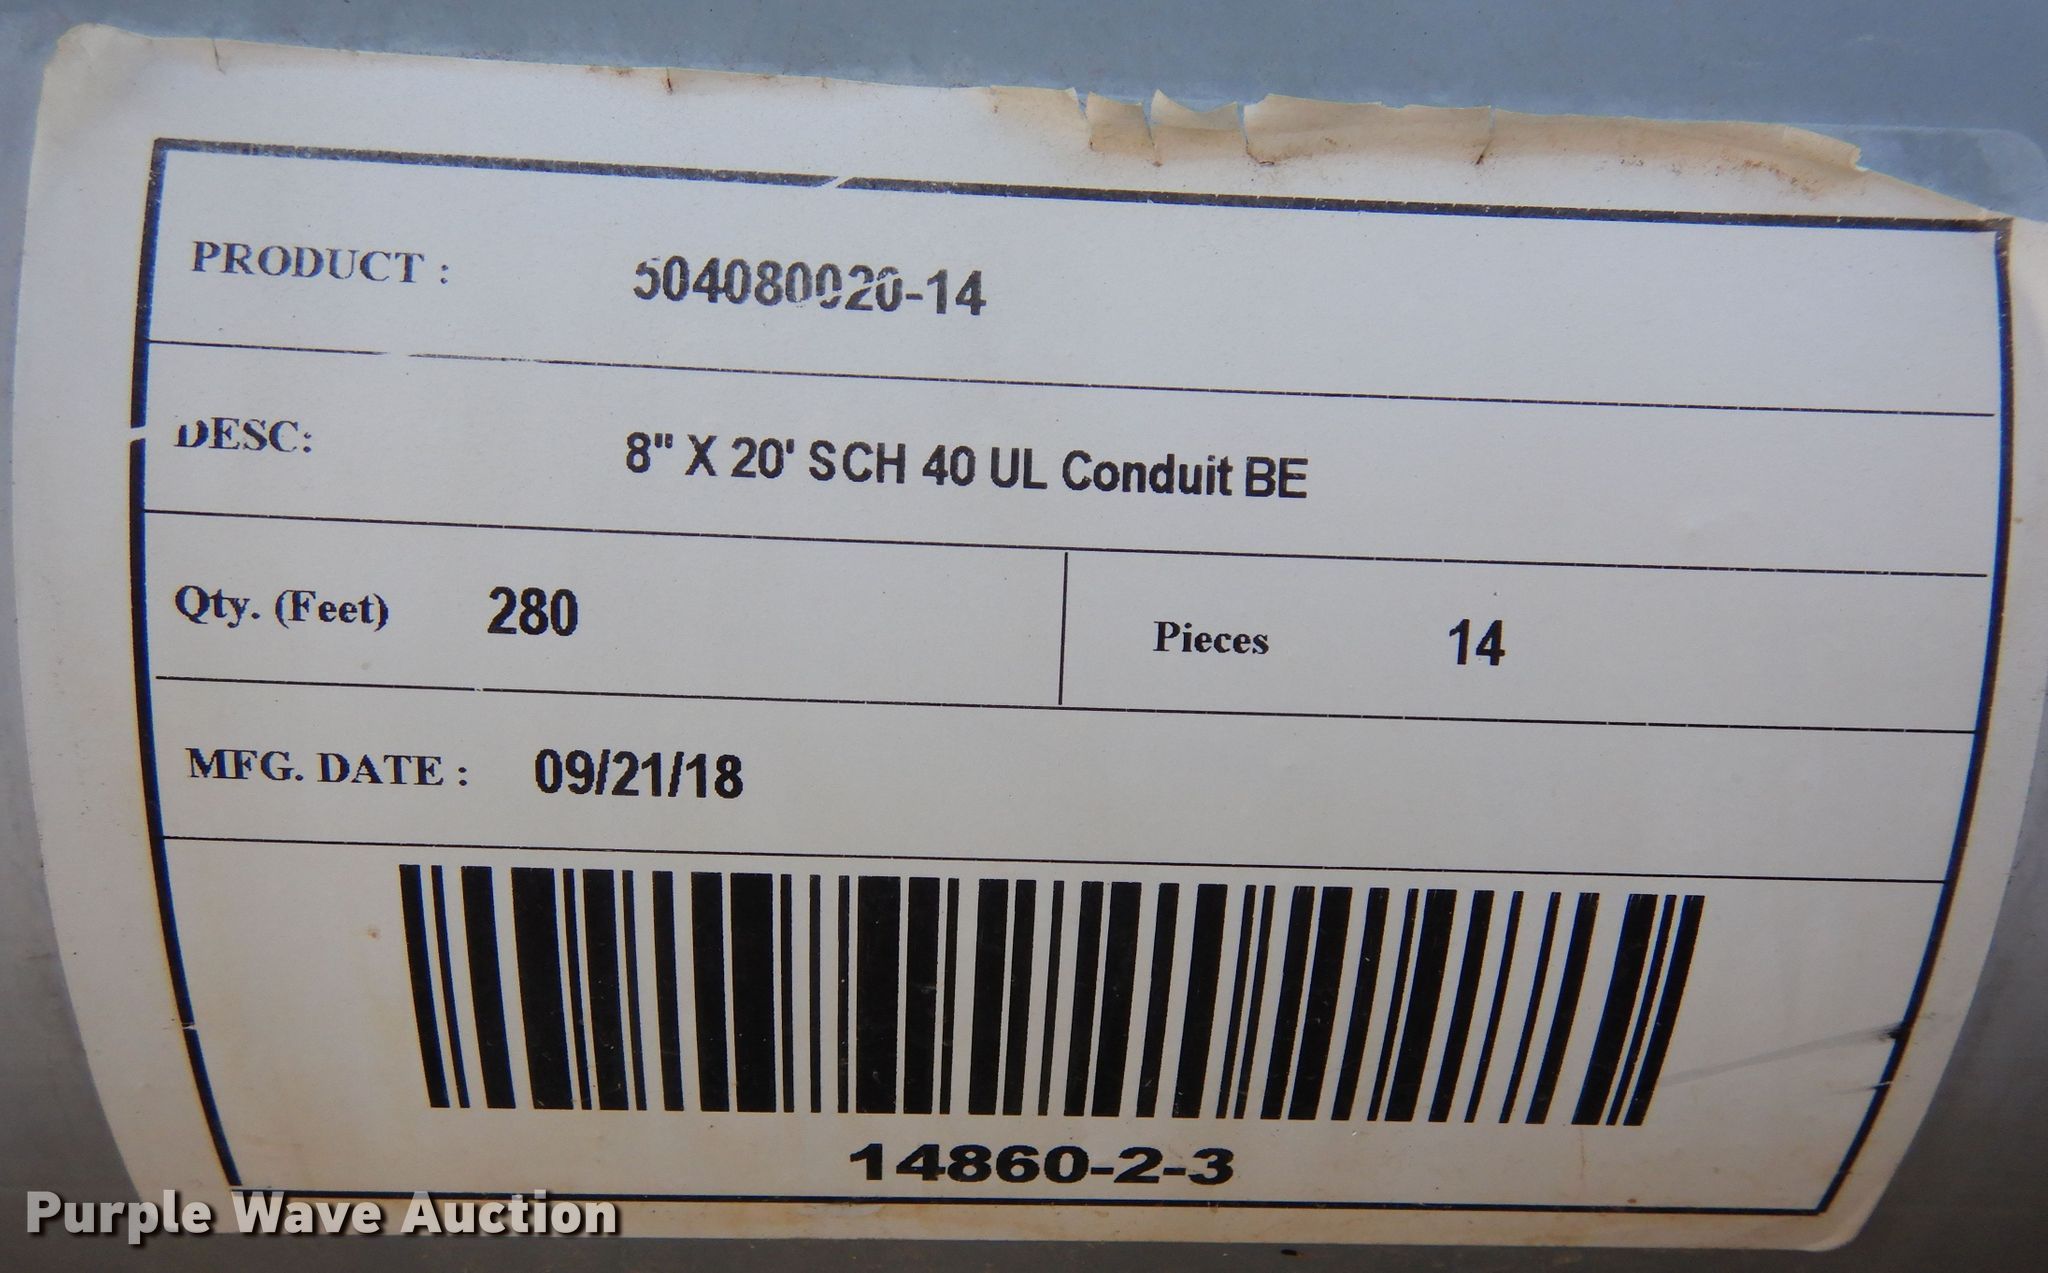 PRODUCT : 504080020-14
DESC: 8" X 20' SCH 40 UL Conduit BE
Qty. (Feet) 280 Pieces 14
MFG. DATE : 09/21/18
14860-2-3
Purple Wave Auction